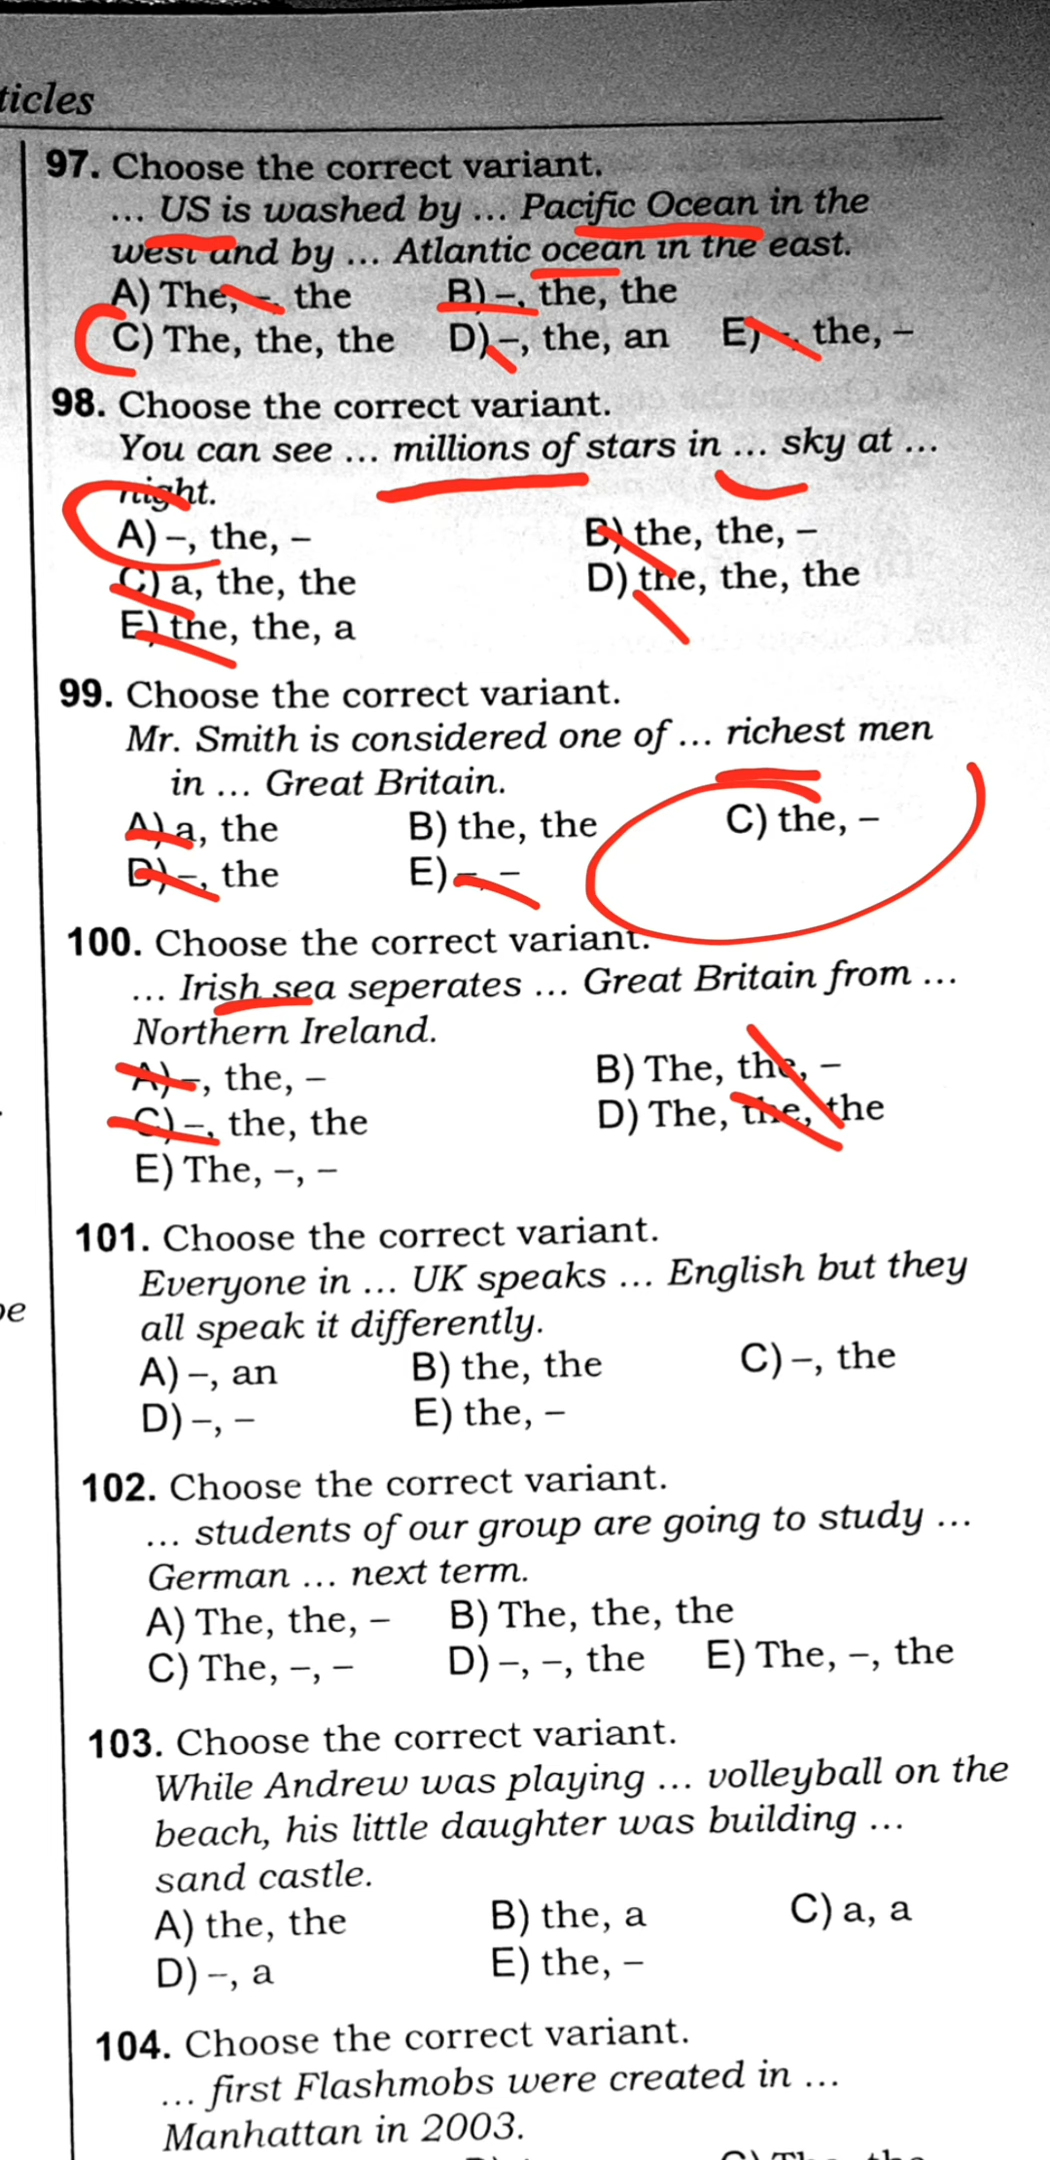 ticles
97. Choose the correct variant.
... US is washed by ... Pacific Ocean in the
west and by ... Atlantic ocean in the east.
A) The, –, the B) –, the, the
C) The, the, the D) –, the, an E) –, the, –
98. Choose the correct variant.
You can see ... millions of stars in ... sky at ...
night.
A) –, the, – B) the, the, –
C) a, the, the D) the, the, the
E) the, the, a
99. Choose the correct variant.
Mr. Smith is considered one of ... richest men
in ... Great Britain.
A) a, the B) the, the C) the, –
D) –, the E) –, –
100. Choose the correct variant.
... Irish sea seperates ... Great Britain from ...
Northern Ireland.
A) –, the, – B) The, the, –
C) –, the, the D) The, the, the
E) The, –, –
101. Choose the correct variant.
Everyone in ... UK speaks ... English but they
all speak it differently.
A) –, an B) the, the C) –, the
D) –, – E) the, –
102. Choose the correct variant.
... students of our group are going to study ...
German ... next term.
A) The, the, – B) The, the, the
C) The, –, – D) –, –, the E) The, –, the
103. Choose the correct variant.
While Andrew was playing ... volleyball on the
beach, his little daughter was building ...
sand castle.
A) the, the B) the, a C) a, a
D) –, a E) the, –
104. Choose the correct variant.
... first Flashmobs were created in ...
Manhattan in 2003.